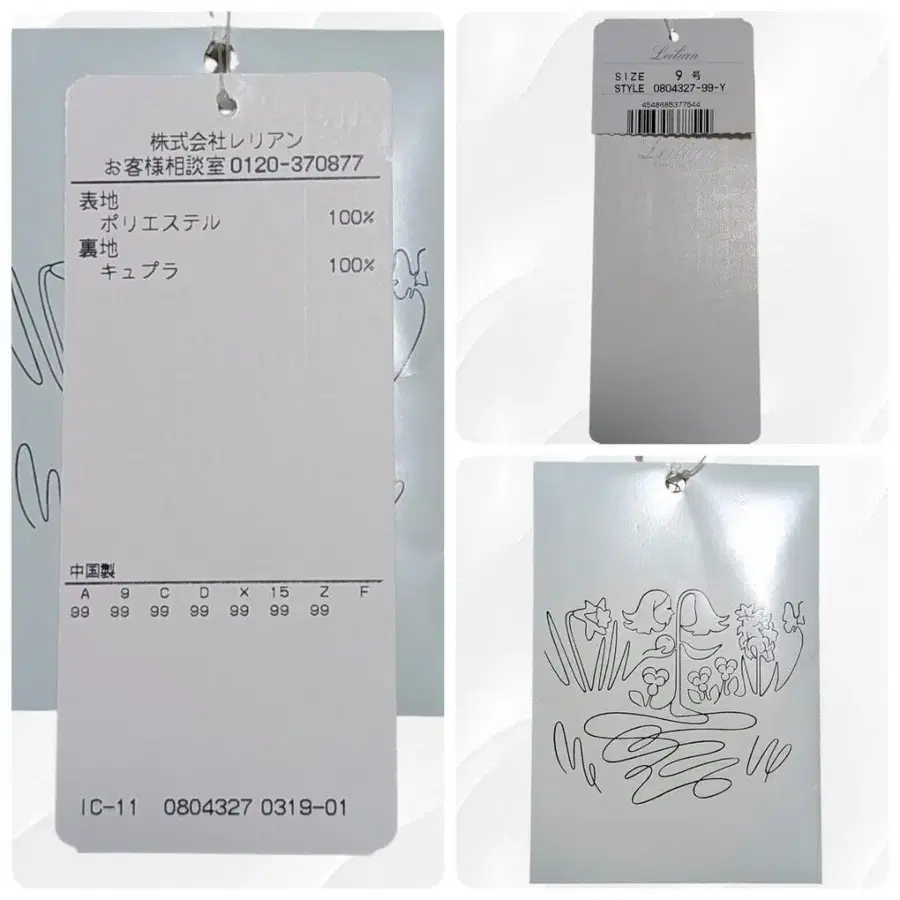 株式会社レリアン
お客様相談室 0120-370877
表地
ポリエステル 100%
裏地
キュプラ 100%
中国製
A 9 C D X 15 Z F
99 99 99 99 99 99 99
IC-11 0804327 0319-01
Leilian
SIZE 9 号
STYLE 0804327-99-Y
4548685377544
Leilian